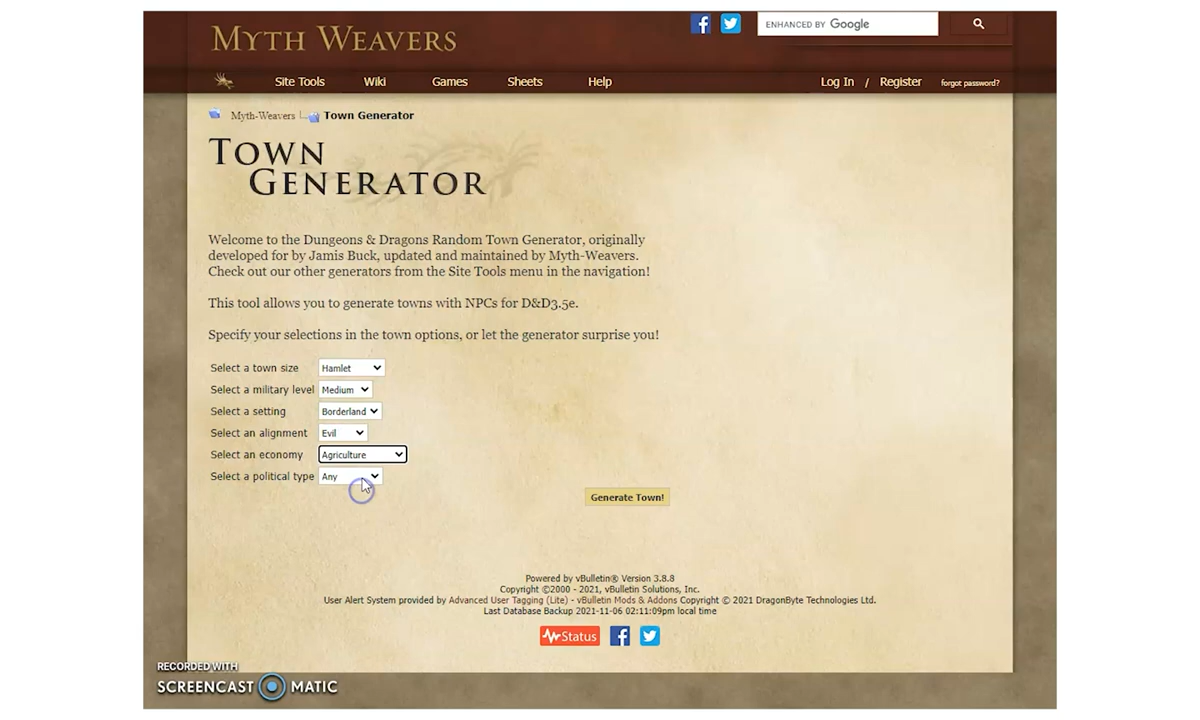 MYTH WEAVERS
ENHANCED BY Google
Site Tools Wiki Games Sheets Help Log In / Register forgot password?
Myth-Weavers Town Generator
TOWN
GENERATOR
Welcome to the Dungeons & Dragons Random Town Generator, originally
developed for by Jamis Buck, updated and maintained by Myth-Weavers.
Check out our other generators from the Site Tools menu in the navigation!
This tool allows you to generate towns with NPCs for D&D3.5e.
Specify your selections in the town options, or let the generator surprise you!
Select a town size Hamlet
Select a military level Medium
Select a setting Borderland
Select an alignment Evil
Select an economy Agriculture
Select a political type Any
Generate Town!
Powered by vBulletin® Version 3.8.8
Copyright ©2000 - 2021, vBulletin Solutions, Inc.
User Alert System provided by Advanced User Tagging (Lite) - vBulletin Mods & Addons Copyright © 2021 DragonByte Technologies Ltd.
Last Database Backup 2021-11-06 02:11:09pm local time
Status
RECORDED WITH
SCREENCAST MATIC